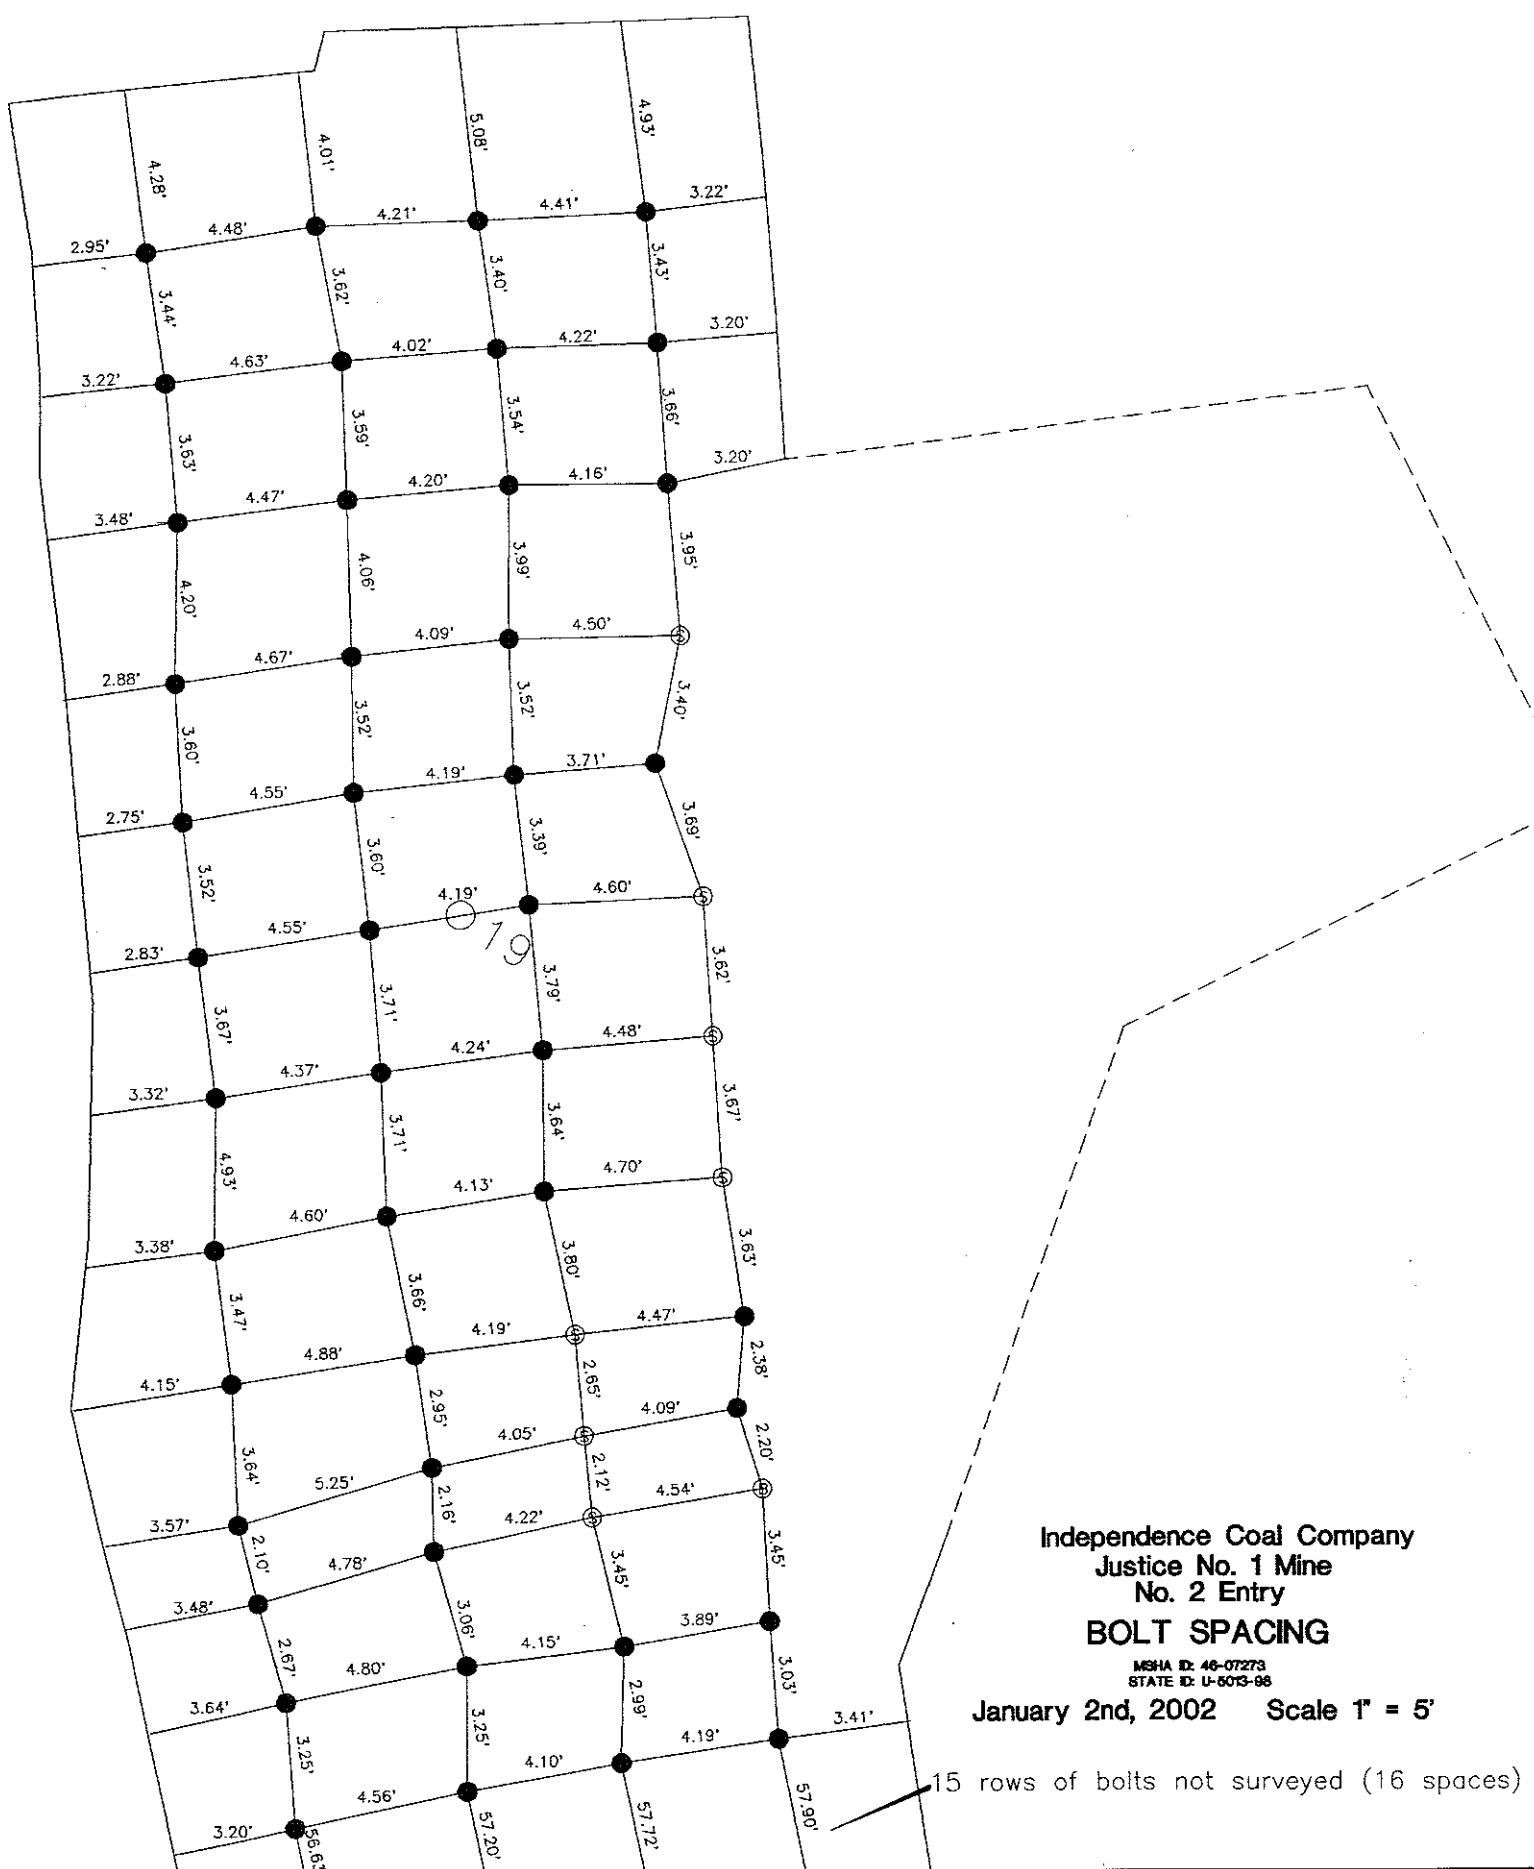 4.28' 4.01' 5.08' 4.93'
2.95' 4.48' 4.21' 4.41' 3.22'
3.44' 3.62' 3.40' 3.43'
3.22' 4.63' 4.02' 4.22' 3.20'
3.63' 3.59' 3.54' 3.66'
3.48' 4.47' 4.20' 4.16' 3.20'
4.20' 4.06' 3.99' 3.95'
2.88' 4.67' 4.09' 4.50' S
3.60' 3.52' 3.52' 3.40'
2.75' 4.55' 4.19' 3.71'
3.52' 3.60' 3.39' 3.69'
2.83' 4.55' 4.19' 4.60' S
19
3.67' 3.71' 3.79' 3.62'
3.32' 4.37' 4.24' 4.48' S
4.93' 3.71' 3.64' 3.67'
3.38' 4.60' 4.13' 4.70' S
3.47' 3.66' 3.80' 3.63'
4.15' 4.88' 4.19' S 4.47'
3.64' 2.95' 2.65' 2.38'
3.57' 5.25' 4.05' S 4.09'
2.10' 2.16' 2.12' 2.20'
3.48' 4.78' 4.22' S 4.54' B
2.67' 3.06' 3.45' 3.45'
3.64' 4.80' 4.15' 3.89'
3.25' 3.25' 2.99' 3.03'
3.20' 4.56' 4.10' 4.19' 3.41'
56.63 57.20' 57.72' 57.90'
Independence Coal Company
Justice No. 1 Mine
No. 2 Entry
BOLT SPACING
MSHA ID: 46-07273
STATE ID: U-5013-98
January 2nd, 2002 Scale 1" = 5'
15 rows of bolts not surveyed (16 spaces)